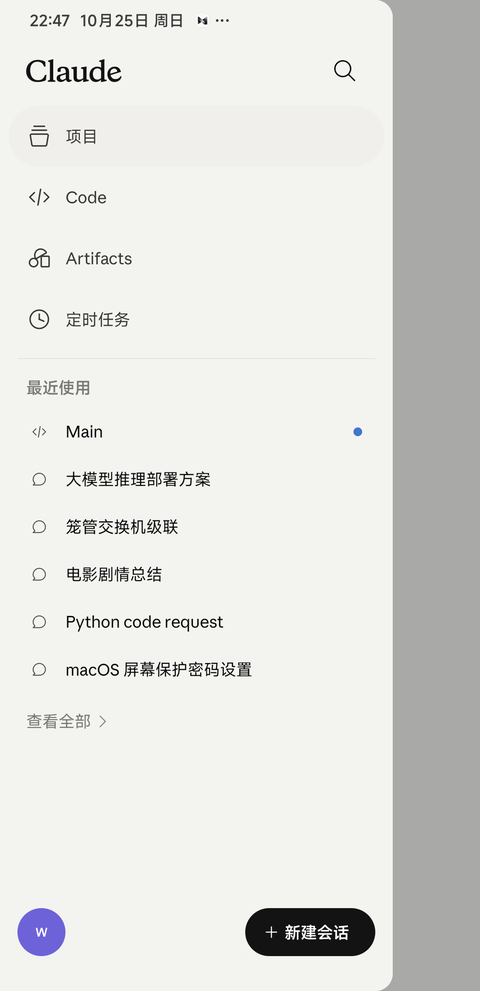 22:47 10月25日 周日
Claude
项目
Code
Artifacts
定时任务
最近使用
Main
大模型推理部署方案
笼管交换机级联
电影剧情总结
Python code request
macOS 屏幕保护密码设置
查看全部
W
新建会话